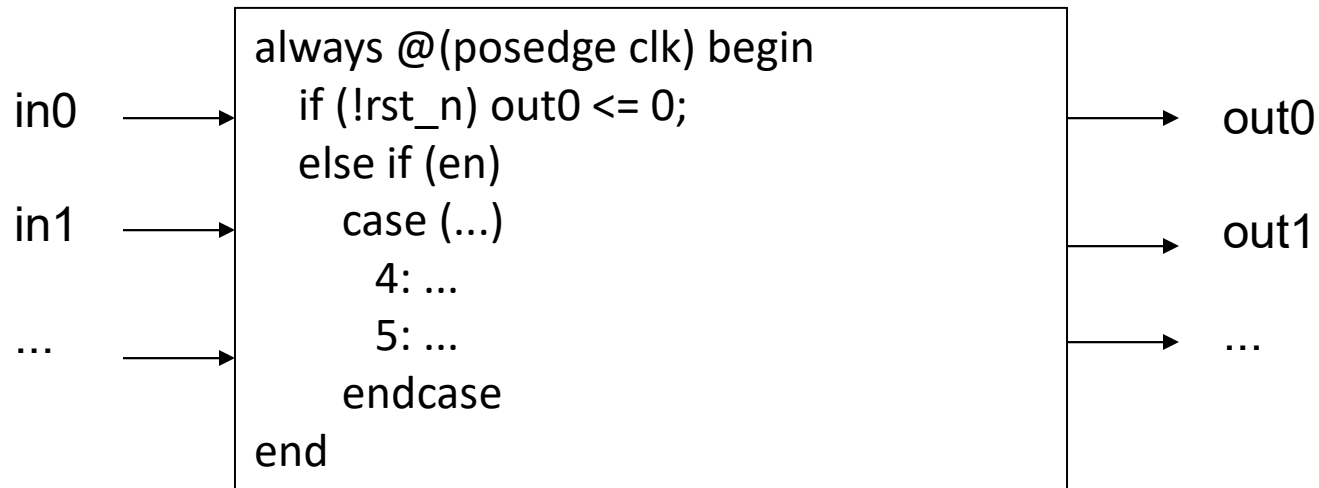 in0
in1
...
always @(posedge clk) begin
if (!rst_n) out0 <= 0;
else if (en)
case (...)
4: ...
5: ...
endcase
end
out0
out1
...